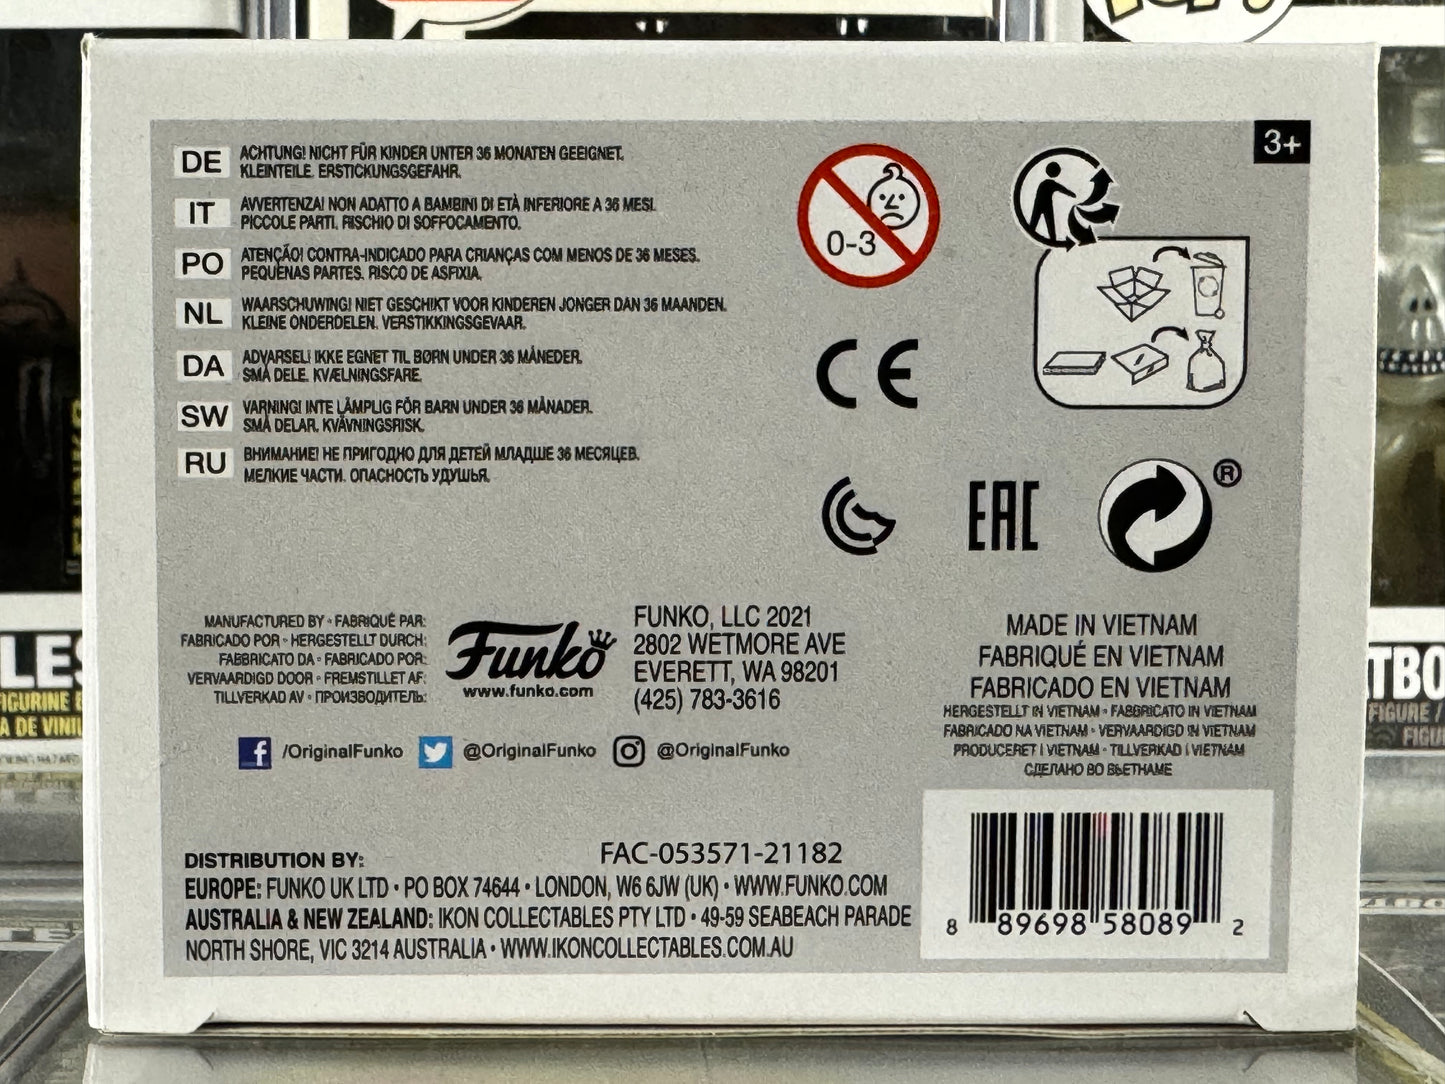 3+
DE ACHTUNG! NICHT FÜR KINDER UNTER 36 MONATEN GEEIGNET.
KLEINTEILE. ERSTICKUNGSGEFAHR.
IT AVVERTENZA! NON ADATTO A BAMBINI DI ETÀ INFERIORE A 36 MESI.
PICCOLE PARTI. RISCHIO DI SOFFOCAMENTO.
PO ATENÇÃO! CONTRA-INDICADO PARA CRIANÇAS COM MENOS DE 36 MESES.
PEQUENAS PARTES. RISCO DE ASFIXIA.
NL WAARSCHUWING! NIET GESCHIKT VOOR KINDEREN JONGER DAN 36 MAANDEN.
KLEINE ONDERDELEN. VERSTIKKINGSGEVAAR.
DA ADVARSEL! IKKE EGNET TIL BØRN UNDER 36 MÅNEDER.
SMÅ DELE. KVÆLNINGSFARE.
SW VARNING! INTE LÄMPLIG FÖR BARN UNDER 36 MÅNADER.
SMÅ DELAR. KVÄVNINGSRISK.
RU ВНИМАНИЕ! НЕ ПРИГОДНО ДЛЯ ДЕТЕЙ МЛАДШЕ 36 МЕСЯЦЕВ.
МЕЛКИЕ ЧАСТИ. ОПАСНОСТЬ УДУШЬЯ.
0-3
CE
EAC
®
MANUFACTURED BY • FABRIQUÉ PAR:
FABRICADO POR • HERGESTELLT DURCH:
FABBRICATO DA • FABRICADO POR:
VERVAARDIGD DOOR • FREMSTILLET AF:
TILLVERKAD AV • ПРОИЗВОДИТЕЛЬ:
Funko
www.funko.com
FUNKO, LLC 2021
2802 WETMORE AVE
EVERETT, WA 98201
(425) 783-3616
MADE IN VIETNAM
FABRIQUÉ EN VIETNAM
FABRICADO EN VIETNAM
HERGESTELLT IN VIETNAM • FABBRICATO IN VIETNAM
FABRICADO NA VIETNAM • VERVAARDIGD IN VIETNAM
PRODUCERET I VIETNAM • TILLVERKAD I VIETNAM
СДЕЛАНО ВО ВЬЕТНАМЕ
/OriginalFunko @OriginalFunko @OriginalFunko
FAC-053571-21182
DISTRIBUTION BY:
EUROPE: FUNKO UK LTD • PO BOX 74644 • LONDON, W6 6JW (UK) • WWW.FUNKO.COM
AUSTRALIA & NEW ZEALAND: IKON COLLECTABLES PTY LTD • 49-59 SEABEACH PARADE
NORTH SHORE, VIC 3214 AUSTRALIA • WWW.IKONCOLLECTABLES.COM.AU
8 89698 58089 2